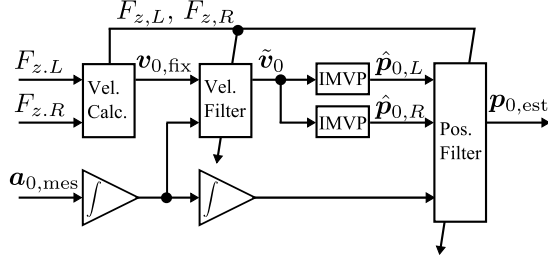 F_{z,L}, F_{z,R}
F_{z.L}
F_{z.R}
Vel.
Calc.
v_{0,fix}
Vel.
Filter
ṽ_0
IMVP
p̂_{0,L}
IMVP
p̂_{0,R}
Pos.
Filter
p_{0,est}
a_{0,mes}
∫
∫